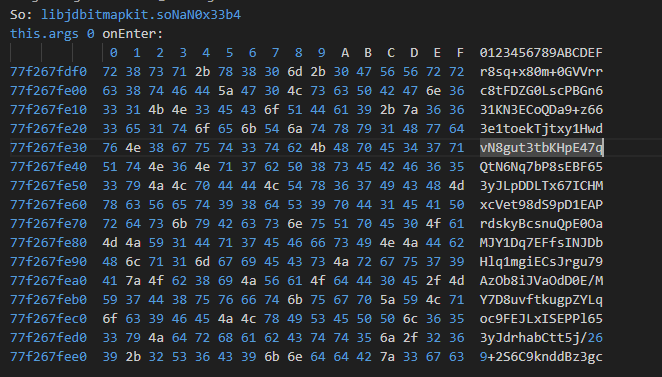 So: libjdbitmapkit.soNaN0x33b4
this.args 0 onEnter:
0 1 2 3 4 5 6 7 8 9 A B C D E F 0123456789ABCDEF
77f267fdf0 72 38 73 71 2b 78 38 30 6d 2b 30 47 56 56 72 72 r8sq+x80m+0GVVrr
77f267fe00 63 38 74 46 44 5a 47 30 4c 73 63 50 42 47 6e 36 c8tFDZG0LscPBGn6
77f267fe10 33 31 4b 4e 33 45 43 6f 51 44 61 39 2b 7a 36 36 31KN3ECoQDa9+z66
77f267fe20 33 65 31 74 6f 65 6b 54 6a 74 78 79 31 48 77 64 3e1toekTjtxy1Hwd
77f267fe30 76 4e 38 67 75 74 33 74 62 4b 48 70 45 34 37 71 vN8gut3tbKHpE47q
77f267fe40 51 74 4e 36 4e 71 37 62 50 38 73 45 42 46 36 35 QtN6Nq7bP8sEBF65
77f267fe50 33 79 4a 4c 70 44 44 4c 54 78 36 37 49 43 48 4d 3yJLpDDLTx67ICHM
77f267fe60 78 63 56 65 74 39 38 64 53 39 70 44 31 45 41 50 xcVet98dS9pD1EAP
77f267fe70 72 64 73 6b 79 42 63 73 6e 75 51 70 45 30 4f 61 rdskyBcsnuQpE0Oa
77f267fe80 4d 4a 59 31 44 71 37 45 46 66 73 49 4e 4a 44 62 MJY1Dq7EFfsINJDb
77f267fe90 48 6c 71 31 6d 67 69 45 43 73 4a 72 67 75 37 39 Hlq1mgiECsJrgu79
77f267fea0 41 7a 4f 62 38 69 4a 56 61 4f 64 44 30 45 2f 4d AzOb8iJVaOdD0E/M
77f267feb0 59 37 44 38 75 76 66 74 6b 75 67 70 5a 59 4c 71 Y7D8uvftkugpZYLq
77f267fec0 6f 63 39 46 45 4a 4c 78 49 53 45 50 50 6c 36 35 oc9FEJLxISEPPl65
77f267fed0 33 79 4a 64 72 68 61 62 43 74 74 35 6a 2f 32 36 3yJdrhabCtt5j/26
77f267fee0 39 2b 32 53 36 43 39 6b 6e 64 64 42 7a 33 67 63 9+2S6C9knddBz3gc